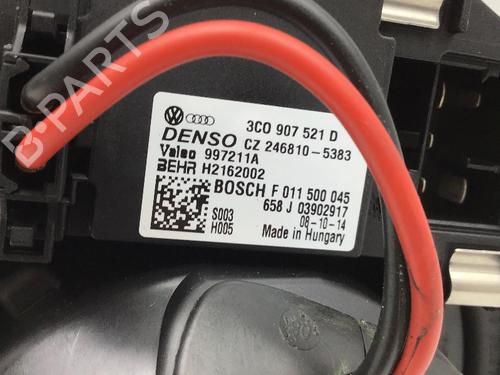 3C0 907 521 D
DENSO CZ 246810-5383
Valeo 997211A
BEHR H2162002
BOSCH F 011 500 045
658 J 03902917
S003
H005
08-10-14
Made in Hungary
B-PARTS